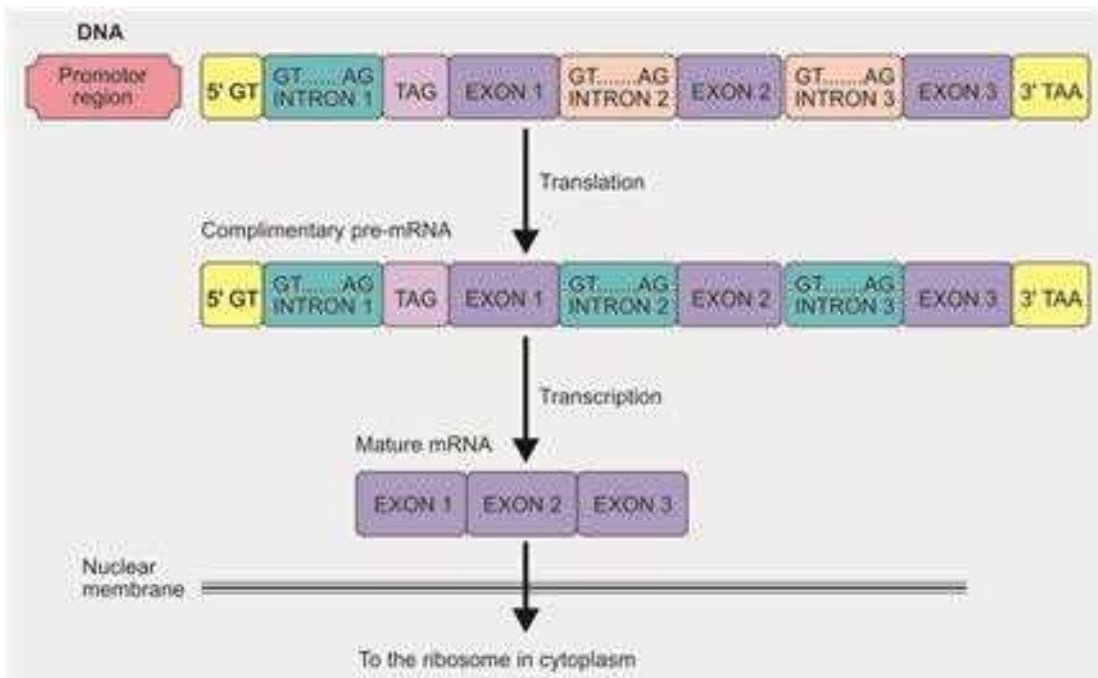 DNA
Promotor
region
5' GT
GT......AG
INTRON 1
TAG
EXON 1
GT.......AG
INTRON 2
EXON 2
GT.......AG
INTRON 3
EXON 3
3' TAA
Translation
Complimentary pre-mRNA
5' GT
GT......AG
INTRON 1
TAG
EXON 1
GT......AG
INTRON 2
EXON 2
GT......AG
INTRON 3
EXON 3
3' TAA
Transcription
Mature mRNA
EXON 1
EXON 2
EXON 3
Nuclear
membrane
To the ribosome in cytoplasm